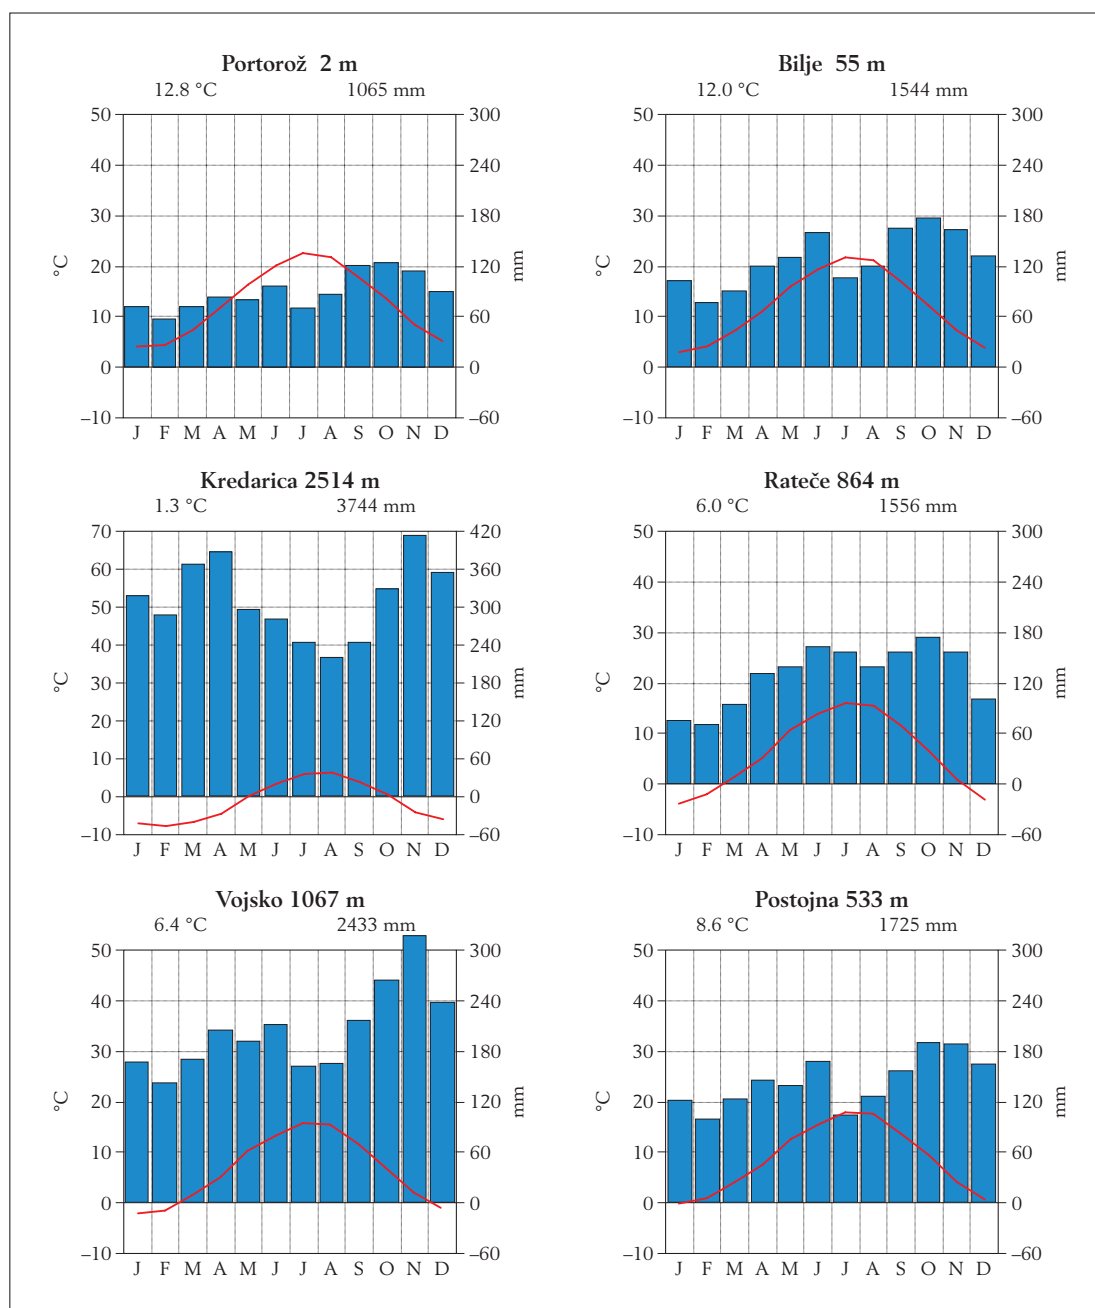 Portorož 2 m
12.8 °C 1065 mm
50 300
40 240
30 180
20 120
10 60
0 0
–10 –60
°C mm
J F M A M J J A S O N D
Bilje 55 m
12.0 °C 1544 mm
50 300
40 240
30 180
20 120
10 60
0 0
–10 –60
°C mm
J F M A M J J A S O N D
Kredarica 2514 m
1.3 °C 3744 mm
70 420
60 360
50 300
40 240
30 180
20 120
10 60
0 0
–10 –60
°C mm
J F M A M J J A S O N D
Rateče 864 m
6.0 °C 1556 mm
50 300
40 240
30 180
20 120
10 60
0 0
–10 –60
°C mm
J F M A M J J A S O N D
Vojsko 1067 m
6.4 °C 2433 mm
50 300
40 240
30 180
20 120
10 60
0 0
–10 –60
°C mm
J F M A M J J A S O N D
Postojna 533 m
8.6 °C 1725 mm
50 300
40 240
30 180
20 120
10 60
0 0
–10 –60
°C mm
J F M A M J J A S O N D